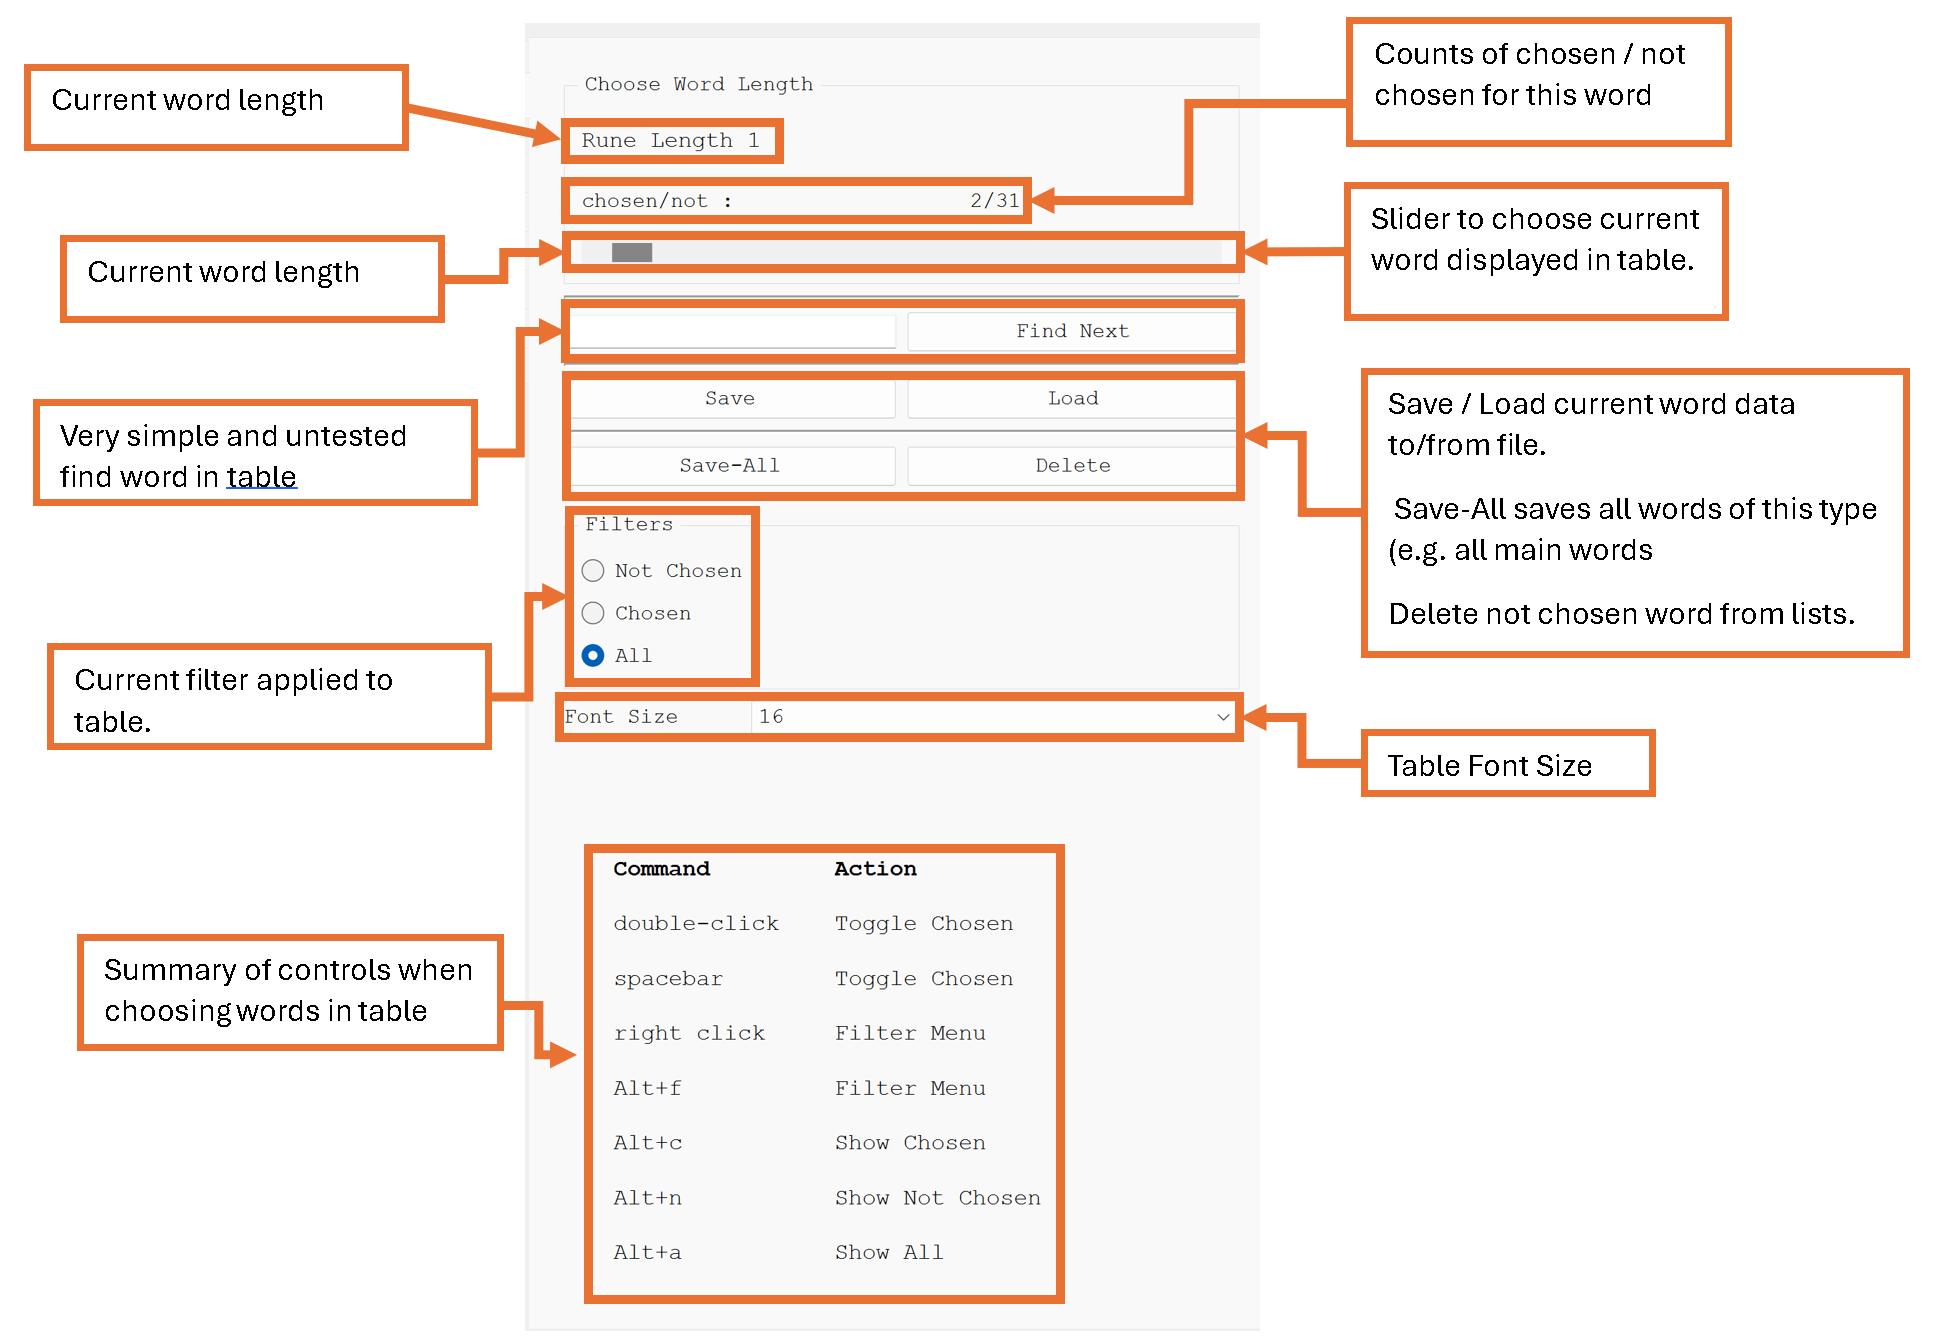 Current word length
Current word length
Very simple and untested
find word in table
Current filter applied to
table.
Summary of controls when
choosing words in table
Choose Word Length
Rune Length 1
chosen/not : 2/31
Find Next
Save Load
Save-All Delete
Filters
Not Chosen
Chosen
All
Font Size 16
Command Action
double-click Toggle Chosen
spacebar Toggle Chosen
right click Filter Menu
Alt+f Filter Menu
Alt+c Show Chosen
Alt+n Show Not Chosen
Alt+a Show All
Counts of chosen / not
chosen for this word
Slider to choose current
word displayed in table.
Save / Load current word data
to/from file.
Save-All saves all words of this type
(e.g. all main words
Delete not chosen word from lists.
Table Font Size